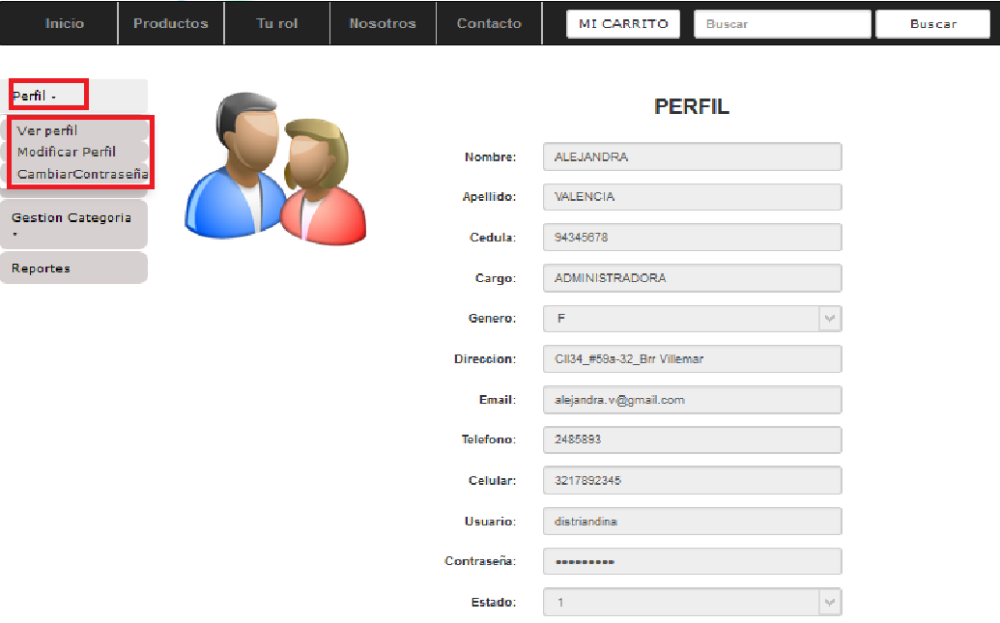 Inicio Productos Tu rol Nosotros Contacto MI CARRITO Buscar Buscar
Perfil -
Ver perfil
Modificar Perfil
CambiarContraseña
Gestion Categoria
-
Reportes
PERFIL
Nombre: ALEJANDRA
Apellido: VALENCIA
Cedula: 94345678
Cargo: ADMINISTRADORA
Genero: F
Direccion: Cll34_#59a-32_Brr Villemar
Email: alejandra.v@gmail.com
Telefono: 2485893
Celular: 3217892345
Usuario: distriandina
Contraseña: •••••••••
Estado: 1